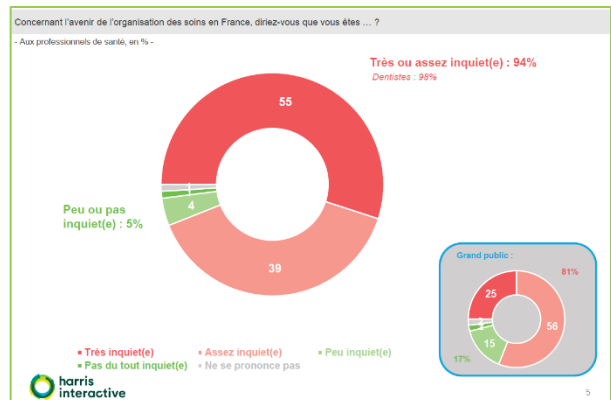 Concernant l'avenir de l'organisation des soins en France, diriez-vous que vous êtes … ?
- Aux professionnels de santé, en % -
Très ou assez inquiet(e) : 94%
Dentistes : 98%
55
1
4
39
Peu ou pas
inquiet(e) : 5%
Grand public :
81%
25
56
2
2
15
17%
Très inquiet(e)
Assez inquiet(e)
Peu inquiet(e)
Pas du tout inquiet(e)
Ne se prononce pas
harris
interactive
5